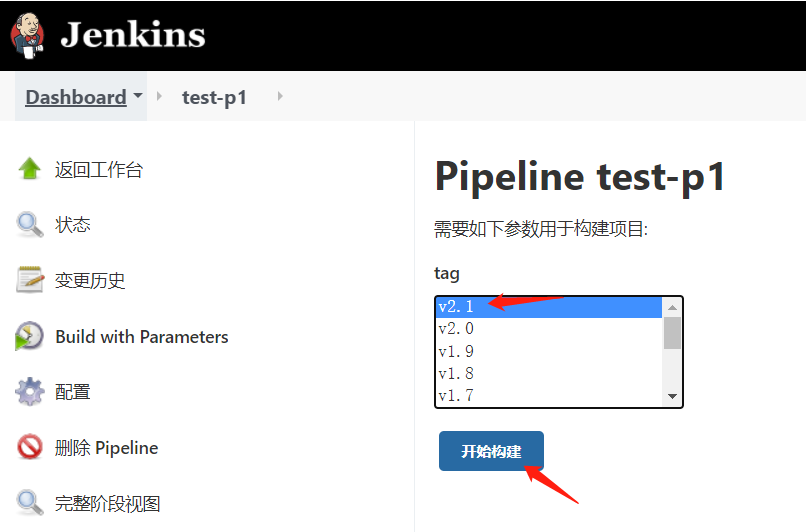 Jenkins
Dashboard
test-p1
返回工作台
状态
变更历史
Build with Parameters
配置
删除 Pipeline
完整阶段视图
Pipeline test-p1
需要如下参数用于构建项目:
tag
v2.1
v2.0
v1.9
v1.8
v1.7
开始构建